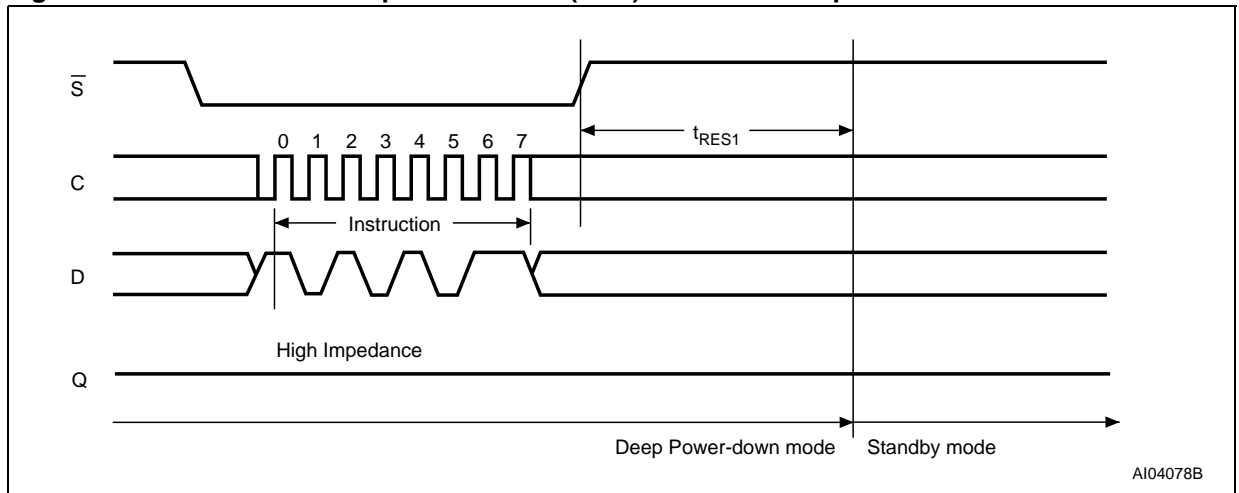 S
tRES1
0 1 2 3 4 5 6 7
C
Instruction
D
High Impedance
Q
Deep Power-down mode Standby mode
AI04078B